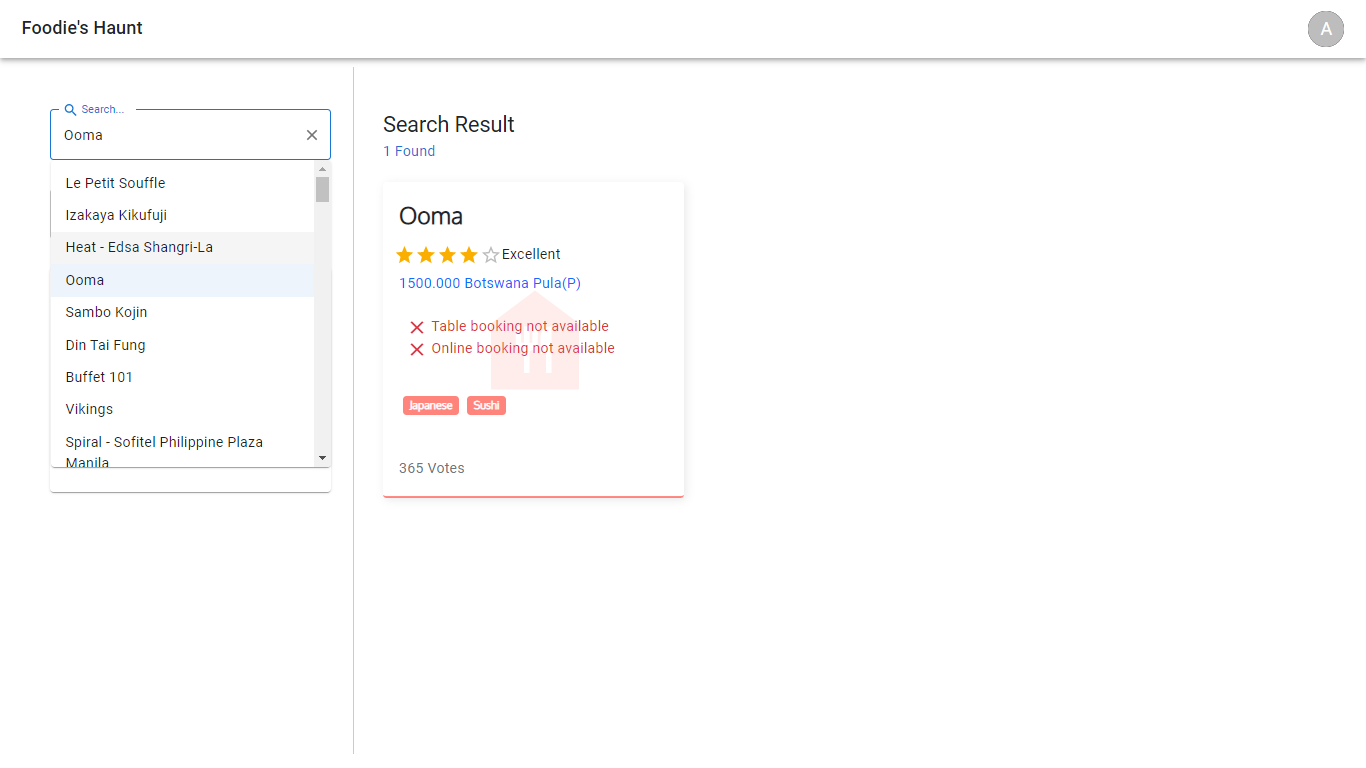 Foodie's Haunt
A
Search...
Ooma
Le Petit Souffle
Izakaya Kikufuji
Heat - Edsa Shangri-La
Ooma
Sambo Kojin
Din Tai Fung
Buffet 101
Vikings
Spiral - Sofitel Philippine Plaza
Manila
Search Result
1 Found
Ooma
Excellent
1500.000 Botswana Pula(P)
Table booking not available
Online booking not available
Japanese Sushi
365 Votes